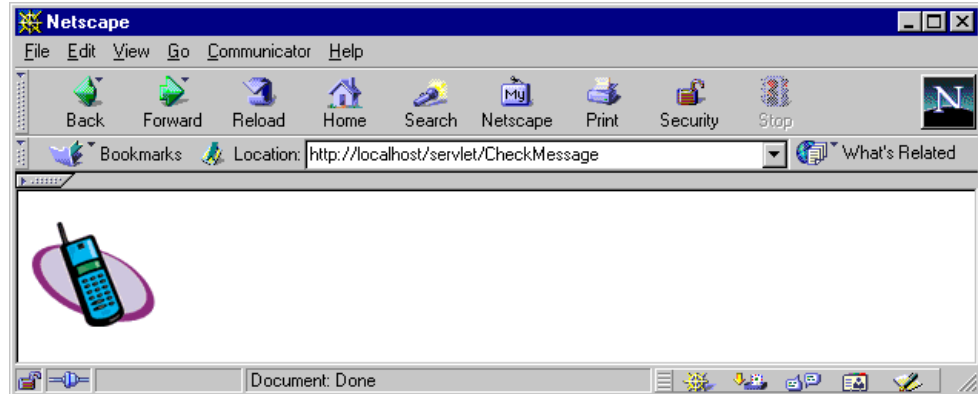 Netscape
File Edit View Go Communicator Help
My N
Back Forward Reload Home Search Netscape Print Security Stop
Bookmarks Location: http://localhost/servlet/CheckMessage What's Related
Document: Done